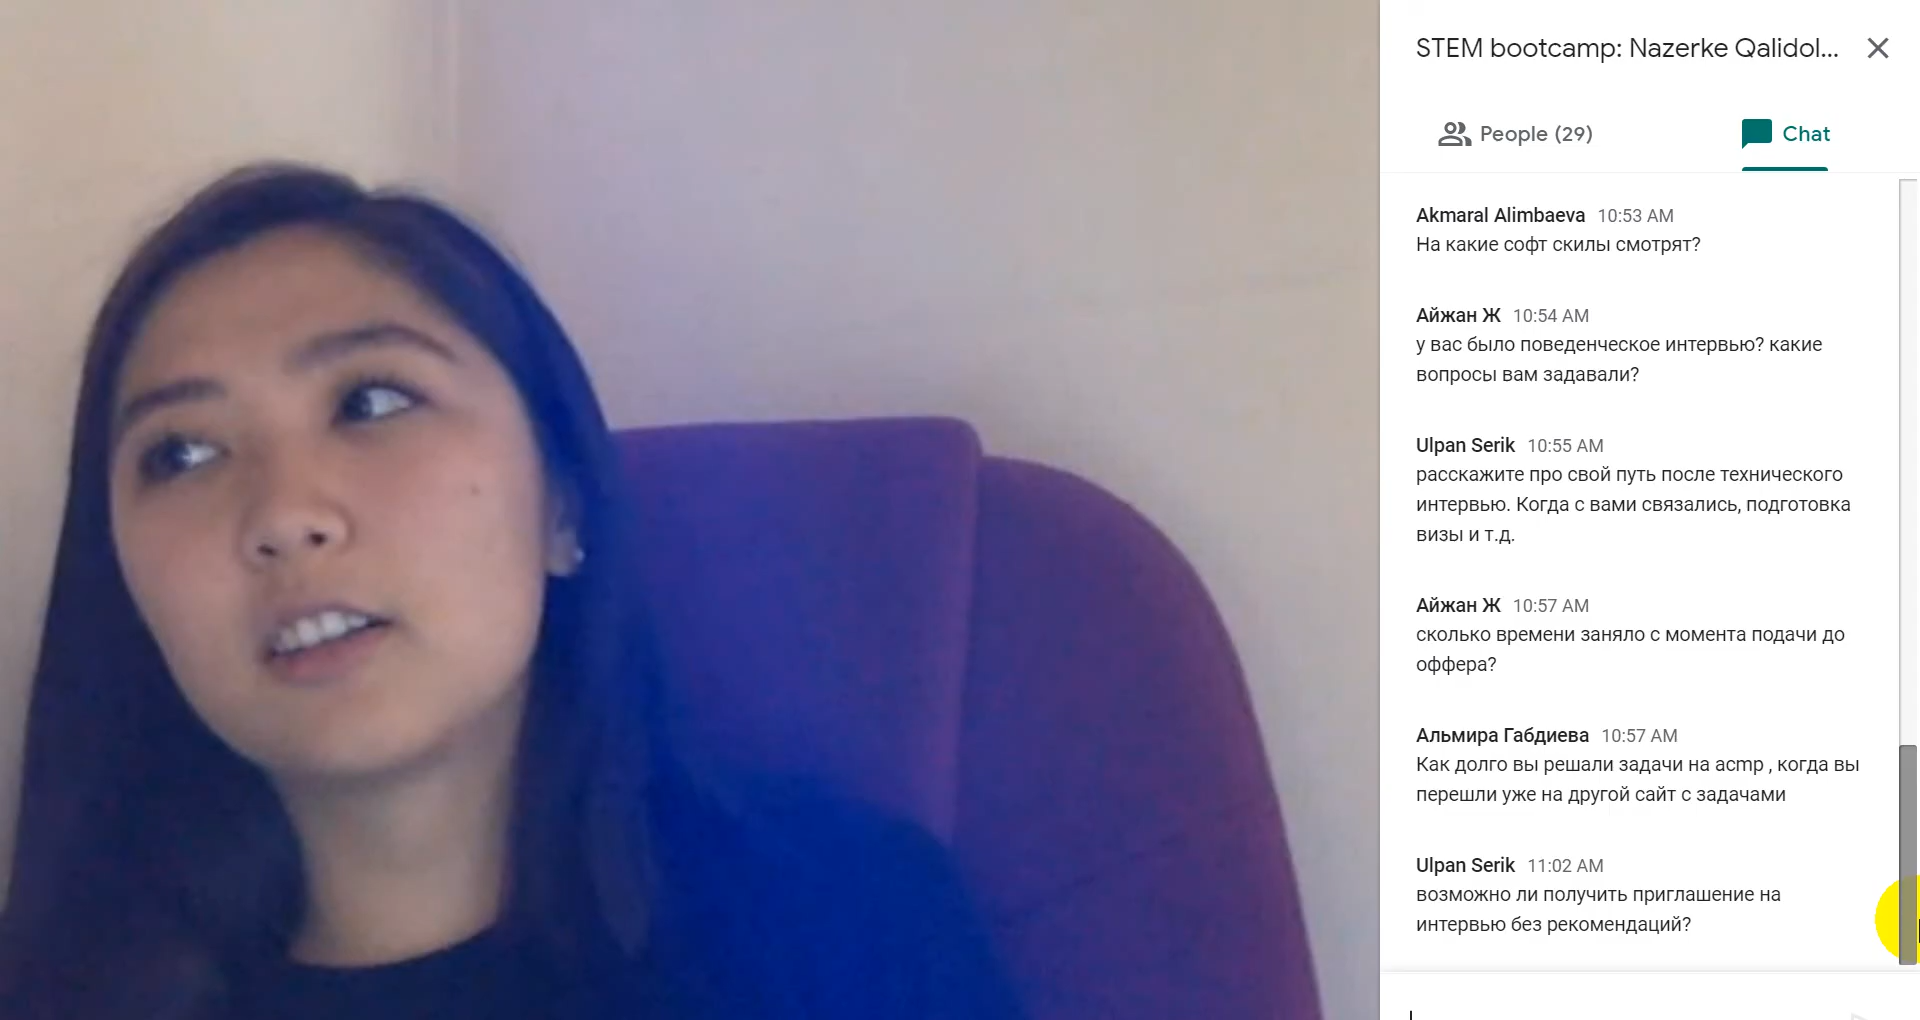 STEM bootcamp: Nazerke Qalidol...
People (29)
Chat
Akmaral Alimbaeva 10:53 AM
На какие софт скилы смотрят?
Айжан Ж 10:54 AM
у вас было поведенческое интервью? какие
вопросы вам задавали?
Ulpan Serik 10:55 AM
расскажите про свой путь после технического
интервью. Когда с вами связались, подготовка
визы и т.д.
Айжан Ж 10:57 AM
сколько времени заняло с момента подачи до
оффера?
Альмира Габдиева 10:57 AM
Как долго вы решали задачи на acmp , когда вы
перешли уже на другой сайт с задачами
Ulpan Serik 11:02 AM
возможно ли получить приглашение на
интервью без рекомендаций?